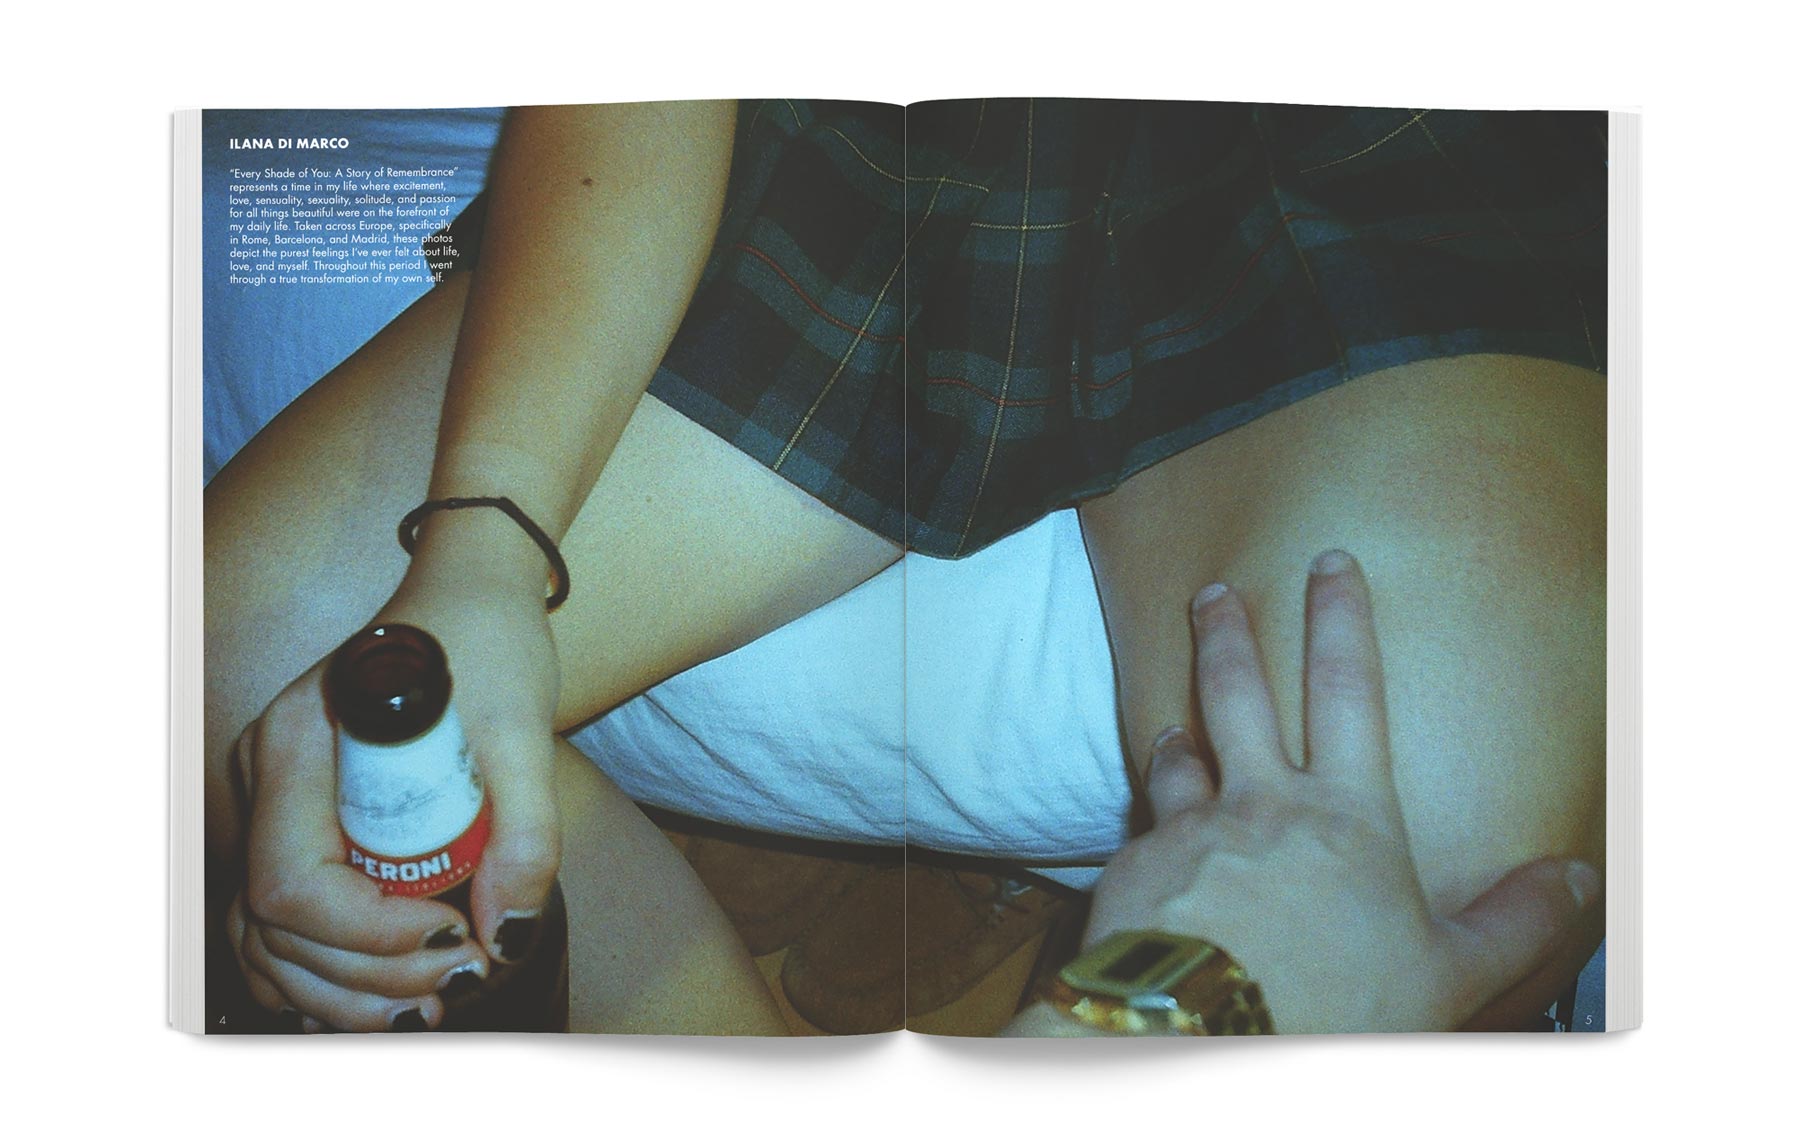 ILANA DI MARCO
“Every Shade of You: A Story of Remembrance”
represents a time in my life where excitement,
love, sensuality, sexuality, solitude, and passion
for all things beautiful were on the forefront of
my daily life. Taken across Europe, specifically
in Rome, Barcelona, and Madrid, these photos
depict the purest feelings I’ve ever felt about life,
love, and myself. Throughout this period I went
through a true transformation of my own self.
PERONI
4
5